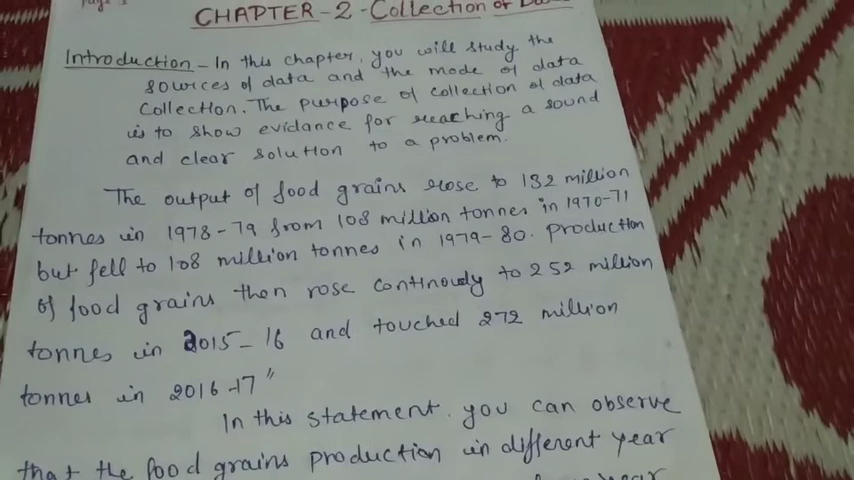 Page 1
CHAPTER-2-Collection of Data
Introduction - In this chapter, you will study the
sources of data and the mode of data
Collection. The purpose of collection of data
is to show evidance for reaching a sound
and clear solution to a problem.
The output of food grains rose to 132 million
tonnes in 1978-79 from 108 million tonnes in 1970-71
but fell to 108 million tonnes in 1979-80. production
of food grains then rose continously to 252 million
tonnes in 2015-16 and touched 272 million
tonnes in 2016-17"
In this statement, you can observe
that the food grains production in different year
year